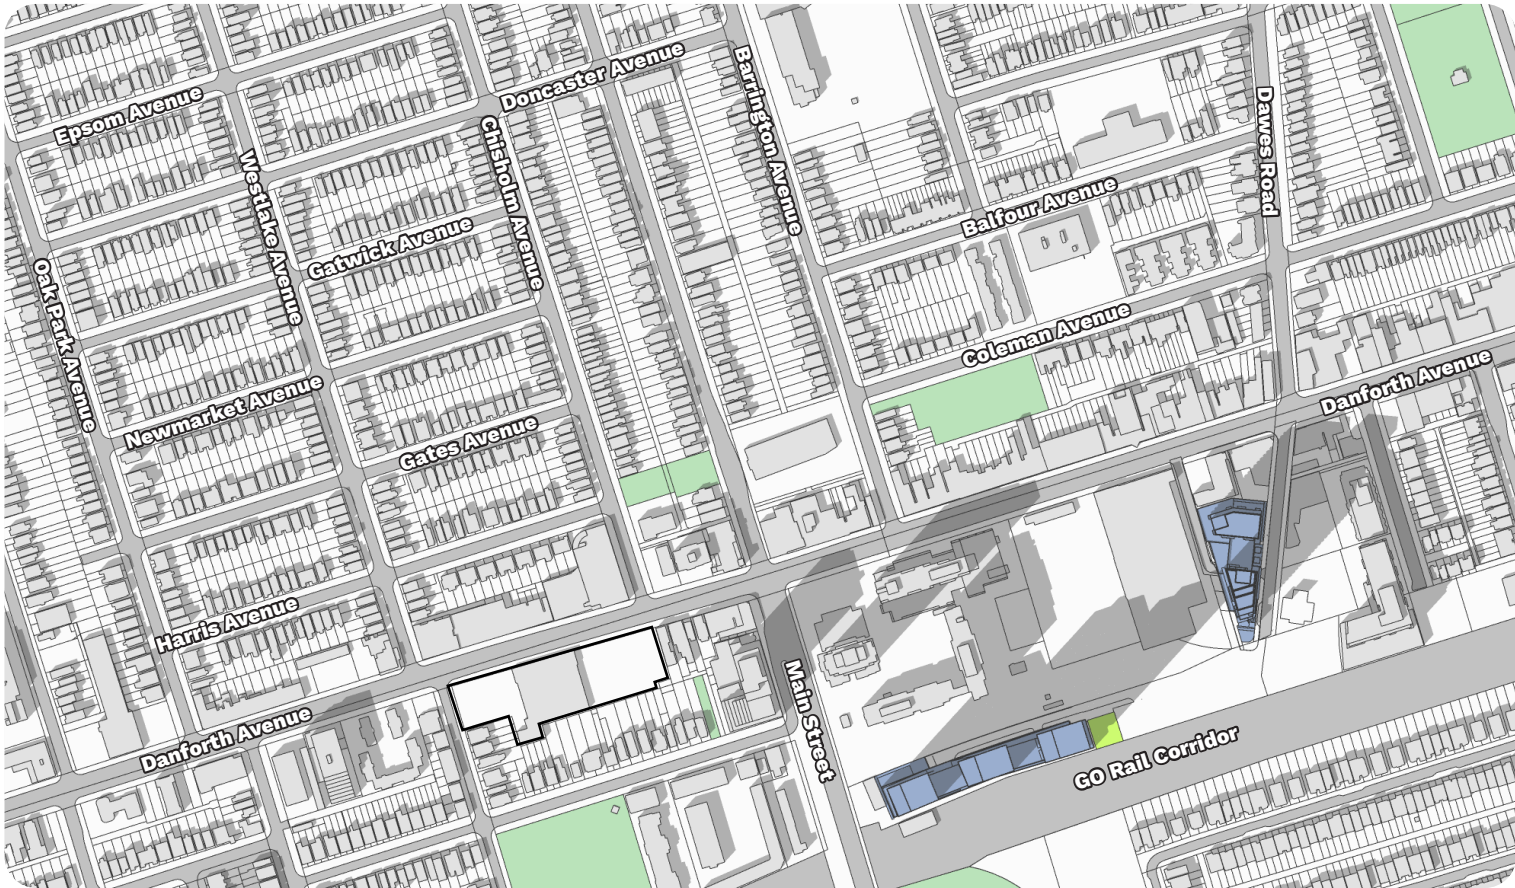 Doncaster Avenue
Epsom Avenue
Barrington Avenue
Dawes Road
Westlake Avenue
Chisholm Avenue
Balfour Avenue
Gatwick Avenue
Oak Park Avenue
Coleman Avenue
Newmarket Avenue
Danforth Avenue
Gates Avenue
Harris Avenue
Danforth Avenue
Main Street
GO Rail Corridor